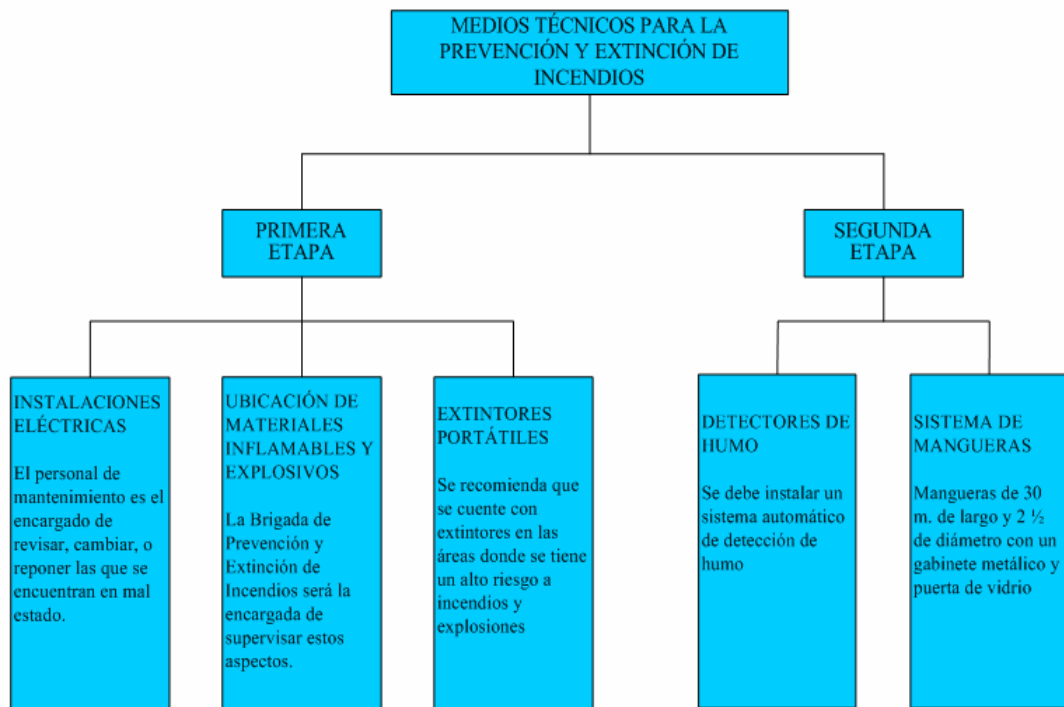 MEDIOS TÉCNICOS PARA LA
PREVENCIÓN Y EXTINCIÓN DE
INCENDIOS
PRIMERA
ETAPA
SEGUNDA
ETAPA
INSTALACIONES
ELÉCTRICAS
El personal de
mantenimiento es el
encargado de
revisar, cambiar, o
reponer las que se
encuentran en mal
estado.
UBICACIÓN DE
MATERIALES
INFLAMABLES Y
EXPLOSIVOS
La Brigada de
Prevención y
Extinción de
Incendios será la
encargada de
supervisar estos
aspectos.
EXTINTORES
PORTÁTILES
Se recomienda que
se cuente con
extintores en las
áreas donde se tiene
un alto riesgo a
incendios y
explosiones
DETECTORES DE
HUMO
Se debe instalar un
sistema automático
de detección de
humo
SISTEMA DE
MANGUERAS
Mangueras de 30
m. de largo y 2 ½
de diámetro con un
gabinete metálico y
puerta de vidrio